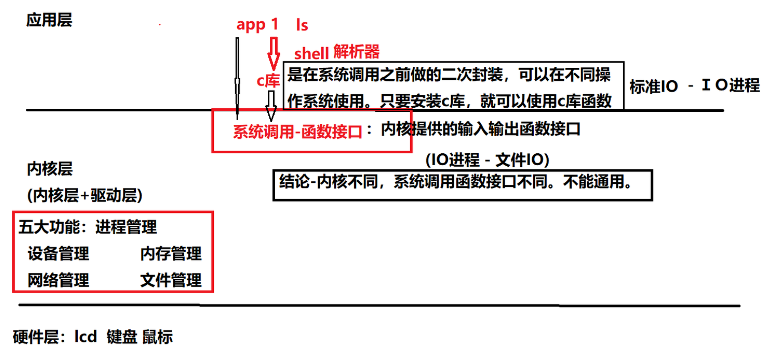 应用层
app 1 ls
shell 解析器
c库
是在系统调用之前做的二次封装，可以在不同操
作系统使用。只要安装c库，就可以使用c库函数
标准IO - IO进程
系统调用-函数接口：内核提供的输入输出函数接口
(IO进程 - 文件IO)
内核层
(内核层+驱动层)
结论-内核不同，系统调用函数接口不同。不能通用。
五大功能：进程管理
设备管理 内存管理
网络管理 文件管理
硬件层：lcd 键盘 鼠标